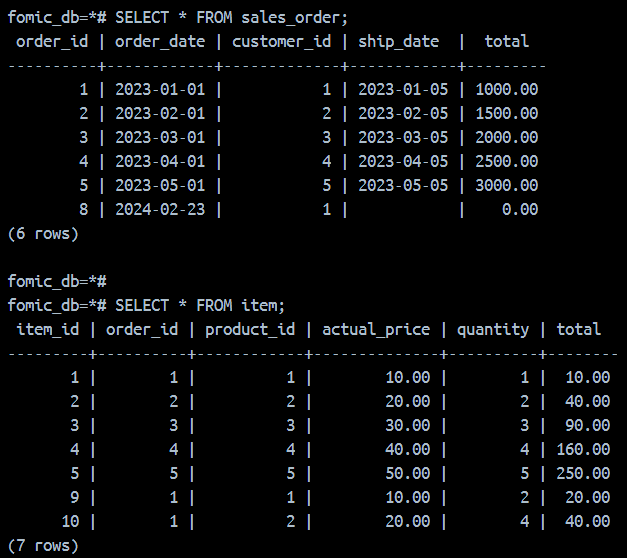 fomic_db=*# SELECT * FROM sales_order;
 order_id | order_date | customer_id | ship_date  |  total
----------+------------+-------------+------------+---------
        1 | 2023-01-01 |           1 | 2023-01-05 | 1000.00
        2 | 2023-02-01 |           2 | 2023-02-05 | 1500.00
        3 | 2023-03-01 |           3 | 2023-03-05 | 2000.00
        4 | 2023-04-01 |           4 | 2023-04-05 | 2500.00
        5 | 2023-05-01 |           5 | 2023-05-05 | 3000.00
        8 | 2024-02-23 |           1 |            |    0.00
(6 rows)

fomic_db=*#
fomic_db=*# SELECT * FROM item;
 item_id | order_id | product_id | actual_price | quantity | total
---------+----------+------------+--------------+----------+--------
       1 |        1 |          1 |        10.00 |        1 |  10.00
       2 |        2 |          2 |        20.00 |        2 |  40.00
       3 |        3 |          3 |        30.00 |        3 |  90.00
       4 |        4 |          4 |        40.00 |        4 | 160.00
       5 |        5 |          5 |        50.00 |        5 | 250.00
       9 |        1 |          1 |        10.00 |        2 |  20.00
      10 |        1 |          2 |        20.00 |        4 |  40.00
(7 rows)